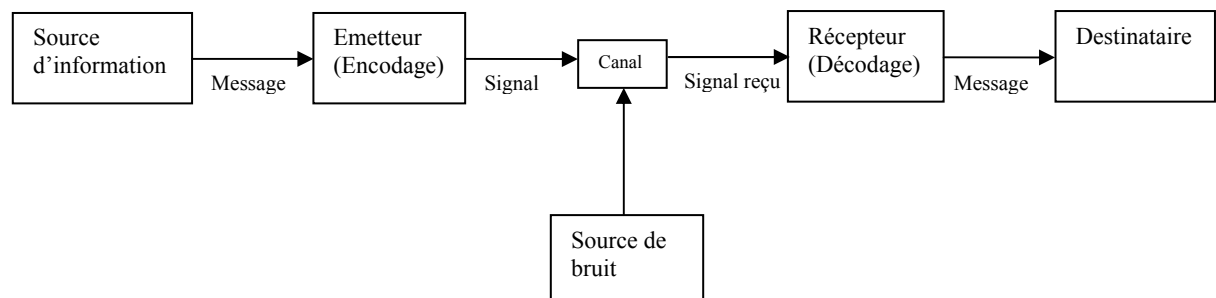 Source
d’information
Message
Emetteur
(Encodage)
Signal
Canal
Signal reçu
Récepteur
(Décodage)
Message
Destinataire
Source de
bruit